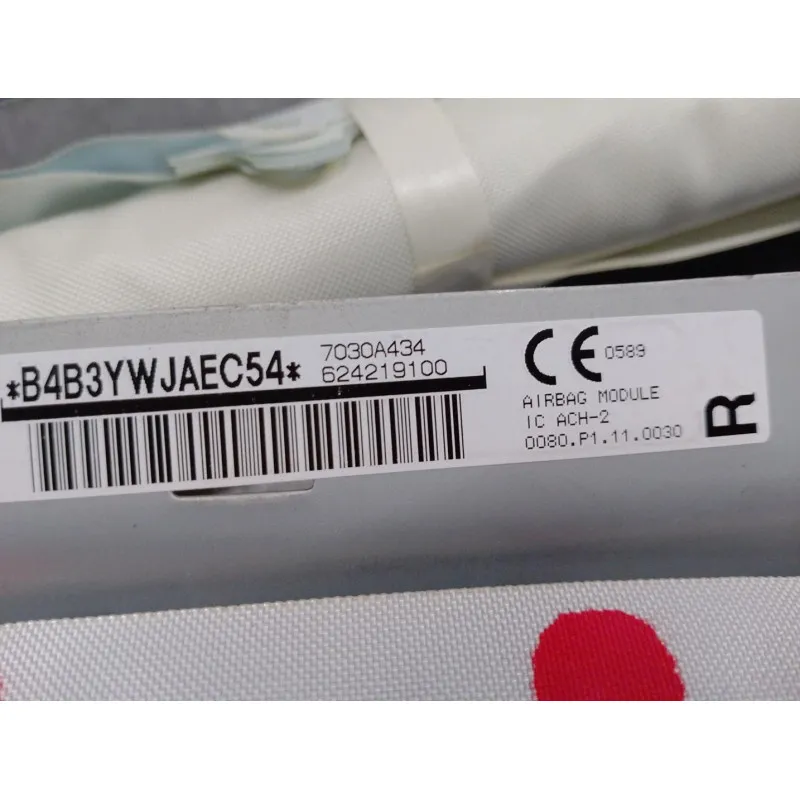 *B4B3YWJAEC54*
7030A434
624219100
CE 0589
AIRBAG MODULE
IC ACH-2
0080.P1.11.0030
R